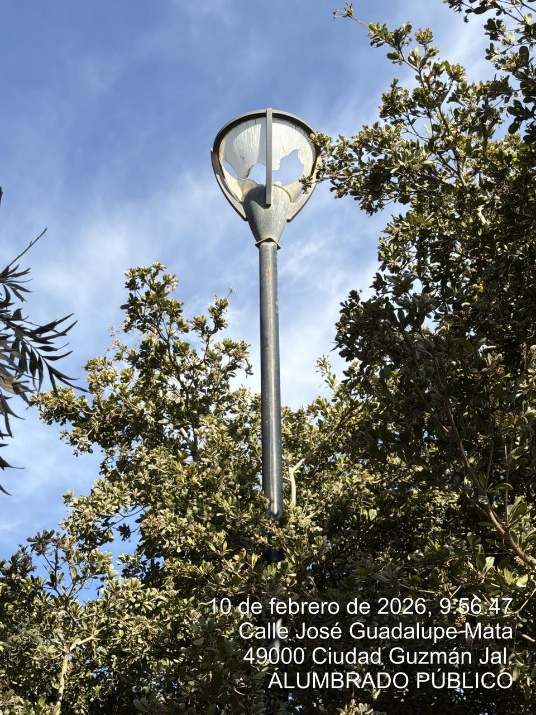 10 de febrero de 2026, 9:56:47
Calle José Guadalupe Mata
49000 Ciudad Guzmán Jal.
ALUMBRADO PÚBLICO